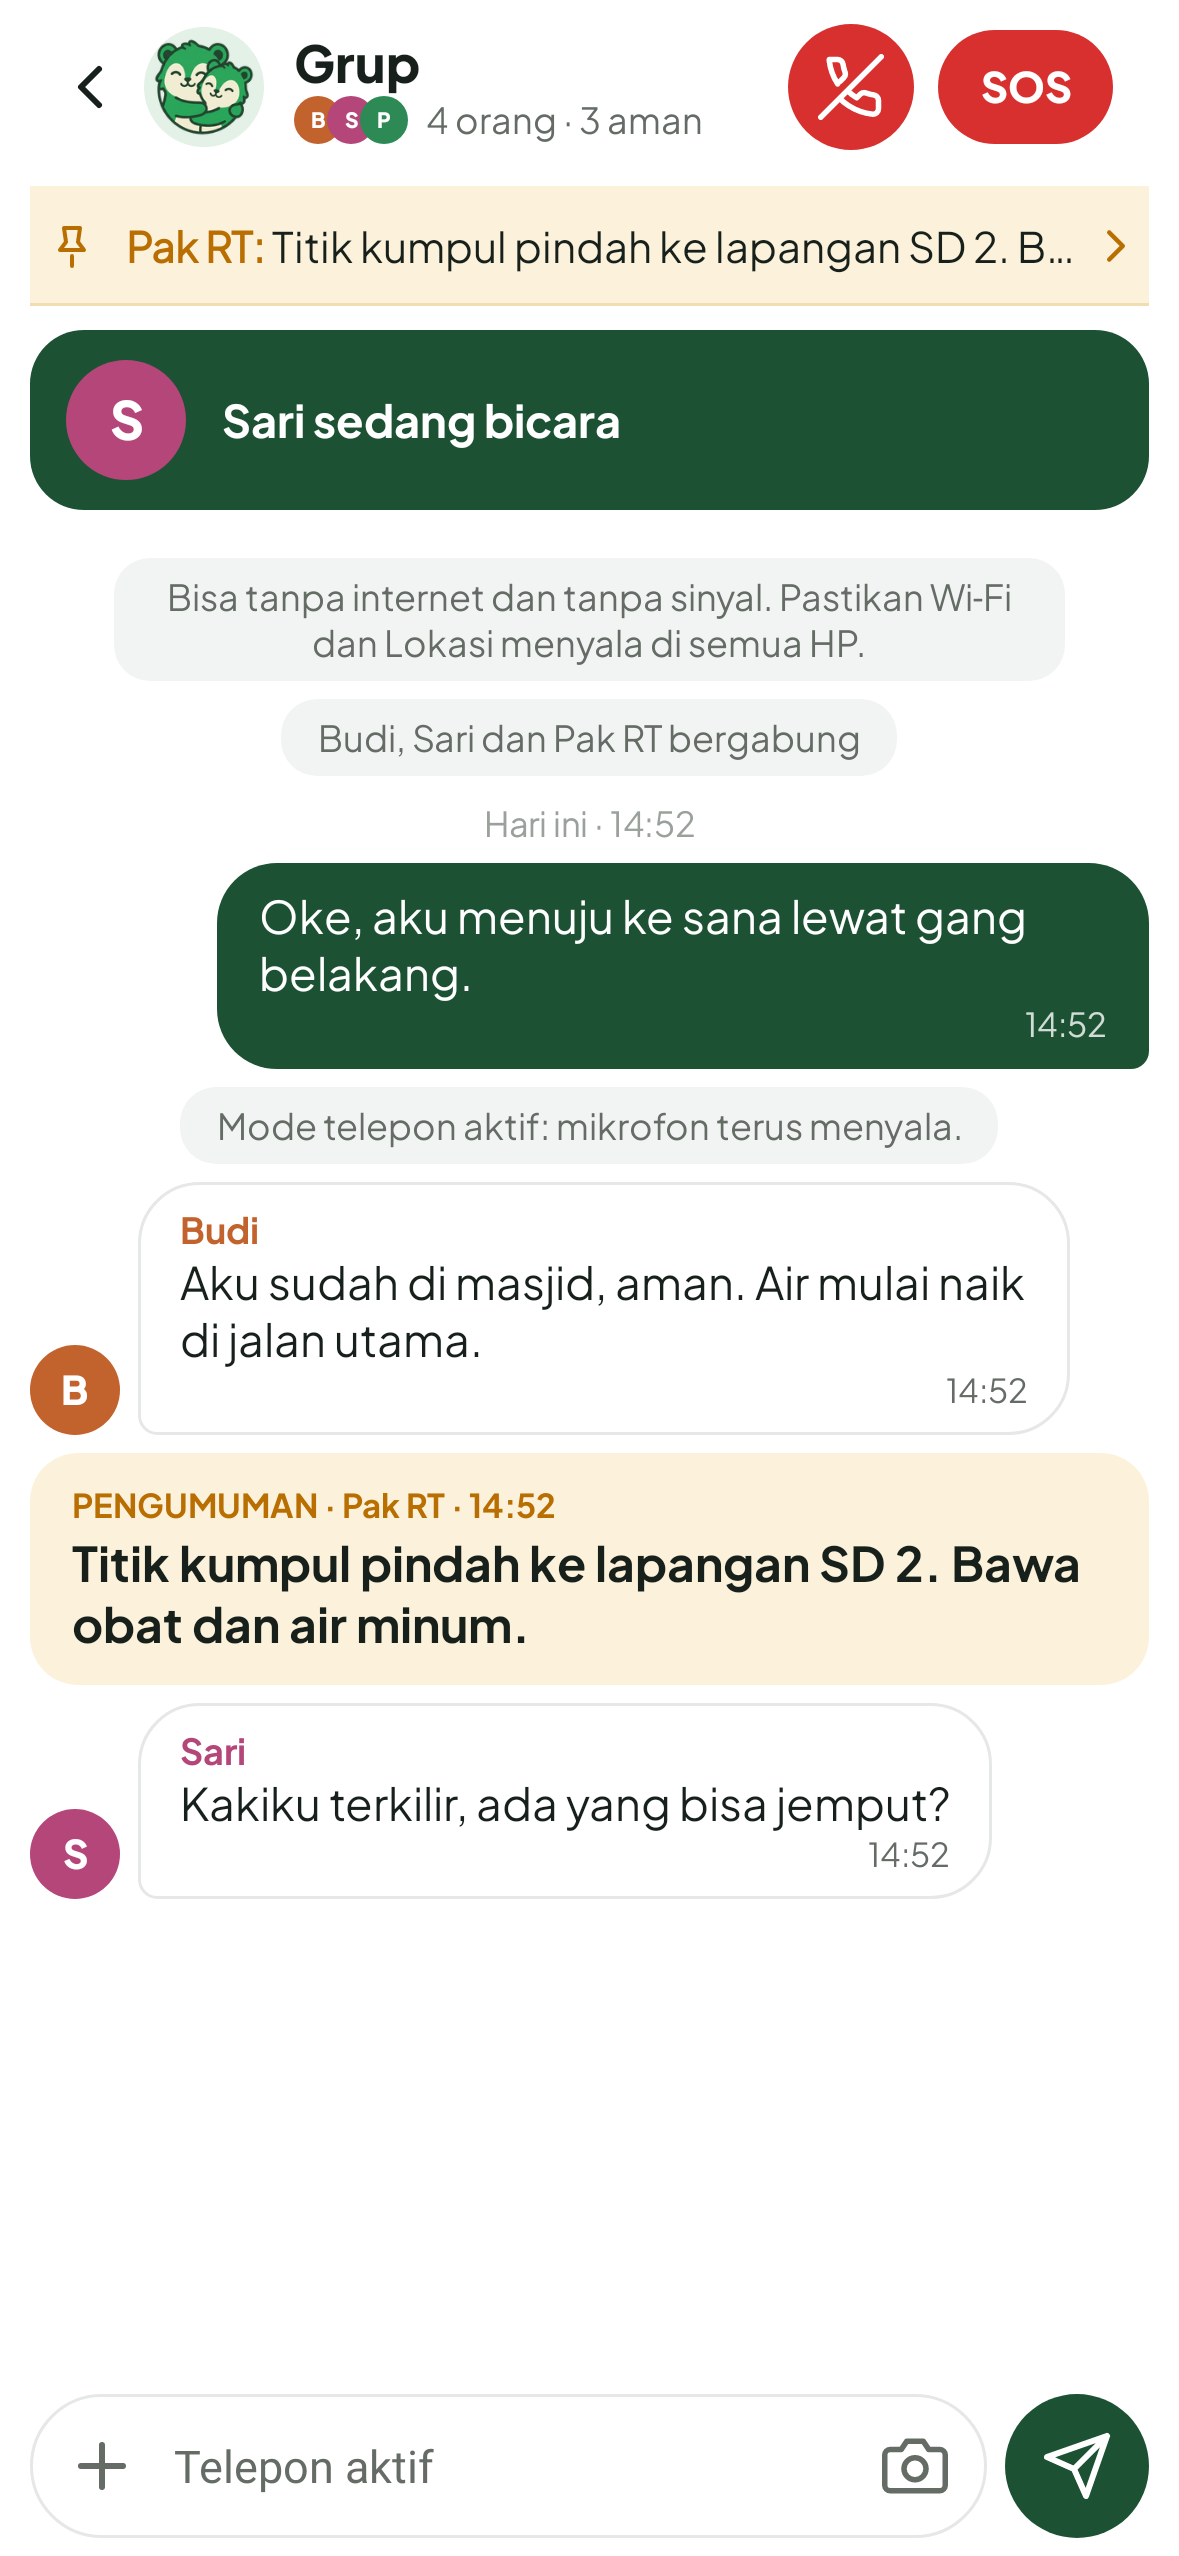 Grup
B S P 4 orang · 3 aman
SOS
Pak RT: Titik kumpul pindah ke lapangan SD 2. B...
S
Sari sedang bicara
Bisa tanpa internet dan tanpa sinyal. Pastikan Wi-Fi
dan Lokasi menyala di semua HP.
Budi, Sari dan Pak RT bergabung
Hari ini · 14:52
Oke, aku menuju ke sana lewat gang
belakang.
14:52
Mode telepon aktif: mikrofon terus menyala.
Budi
Aku sudah di masjid, aman. Air mulai naik
di jalan utama.
14:52
B
PENGUMUMAN · Pak RT · 14:52
Titik kumpul pindah ke lapangan SD 2. Bawa
obat dan air minum.
Sari
Kakiku terkilir, ada yang bisa jemput?
14:52
S
Telepon aktif